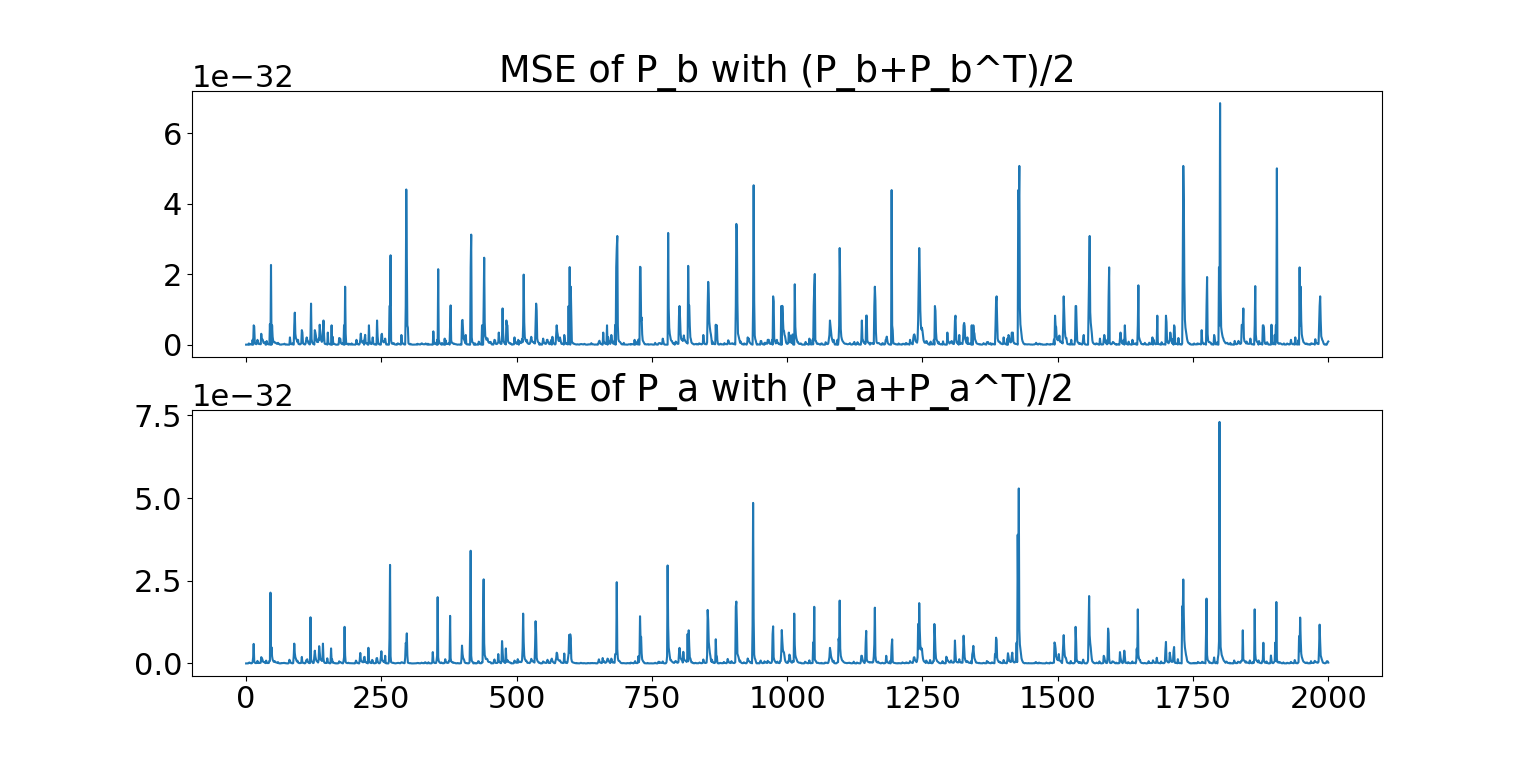 MSE of P_b with (P_b+P_b^T)/2
1e−32
6
4
2
0
MSE of P_a with (P_a+P_a^T)/2
1e−32
7.5
5.0
2.5
0.0
0 250 500 750 1000 1250 1500 1750 2000